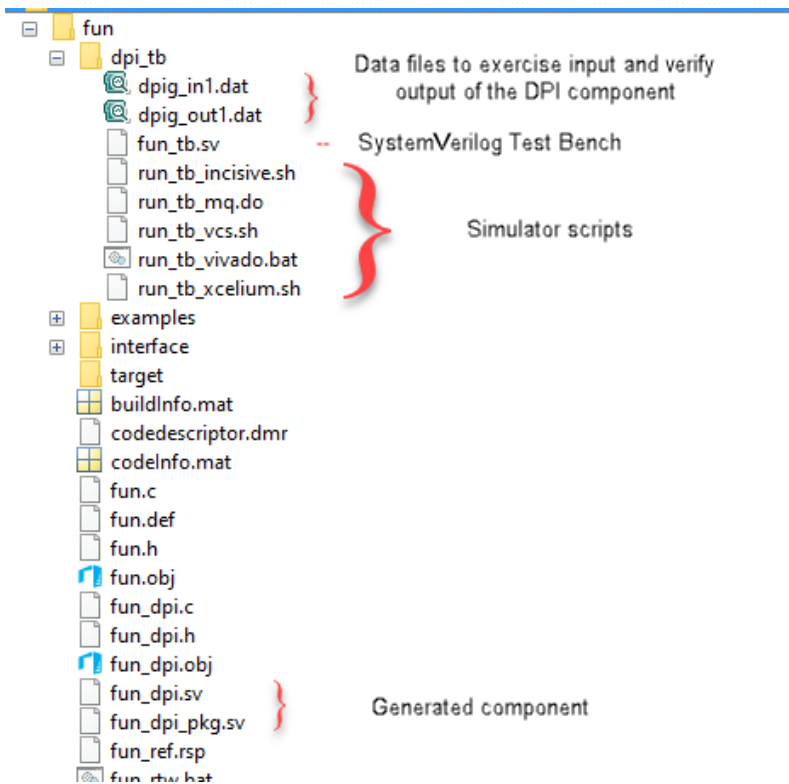 fun
dpi_tb
Data files to exercise input and verify
output of the DPI component
dpig_in1.dat
dpig_out1.dat
fun_tb.sv
-- SystemVerilog Test Bench
run_tb_incisive.sh
run_tb_mq.do
run_tb_vcs.sh
Simulator scripts
run_tb_vivado.bat
run_tb_xcelium.sh
examples
interface
target
buildInfo.mat
codedescriptor.dmr
codeInfo.mat
fun.c
fun.def
fun.h
fun.obj
fun_dpi.c
fun_dpi.h
fun_dpi.obj
fun_dpi.sv
Generated component
fun_dpi_pkg.sv
fun_ref.rsp
fun_rtw.bat